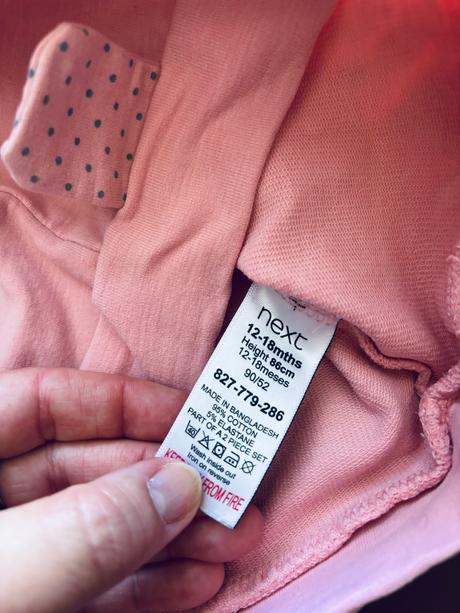 next
12-18mths
Height 86cm
12-18meses
90/52
827-779-286
MADE IN BANGLADESH
95% COTTON
5% ELASTANE
PART OF A 2 PIECE SET
Wash inside out
Iron on reverse
KEEP FROM FIRE